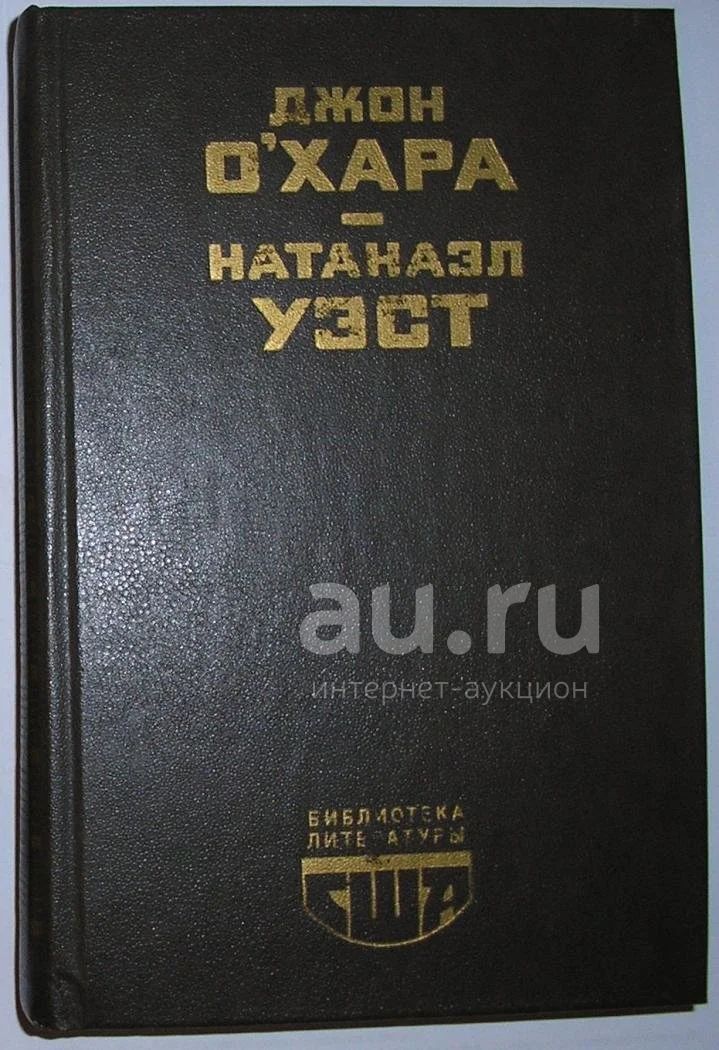 ДЖОН
О'ХАРА
-
НАТАНАЭЛ
УЭСТ
au.ru
интернет-аукцион
БИБЛИОТЕКА
ЛИТЕРАТУРЫ
США